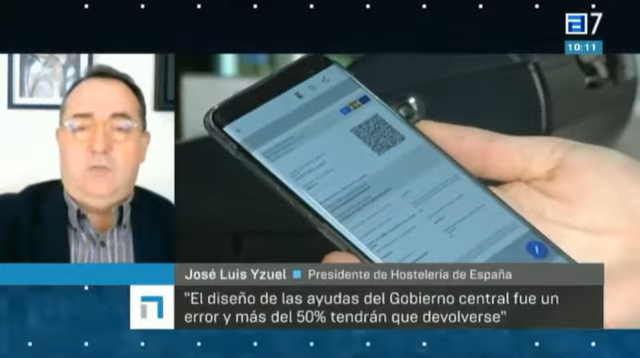 7
10:11
José Luis Yzuel
Presidente de Hostelería de España
"El diseño de las ayudas del Gobierno central fue un
error y más del 50% tendrán que devolverse"